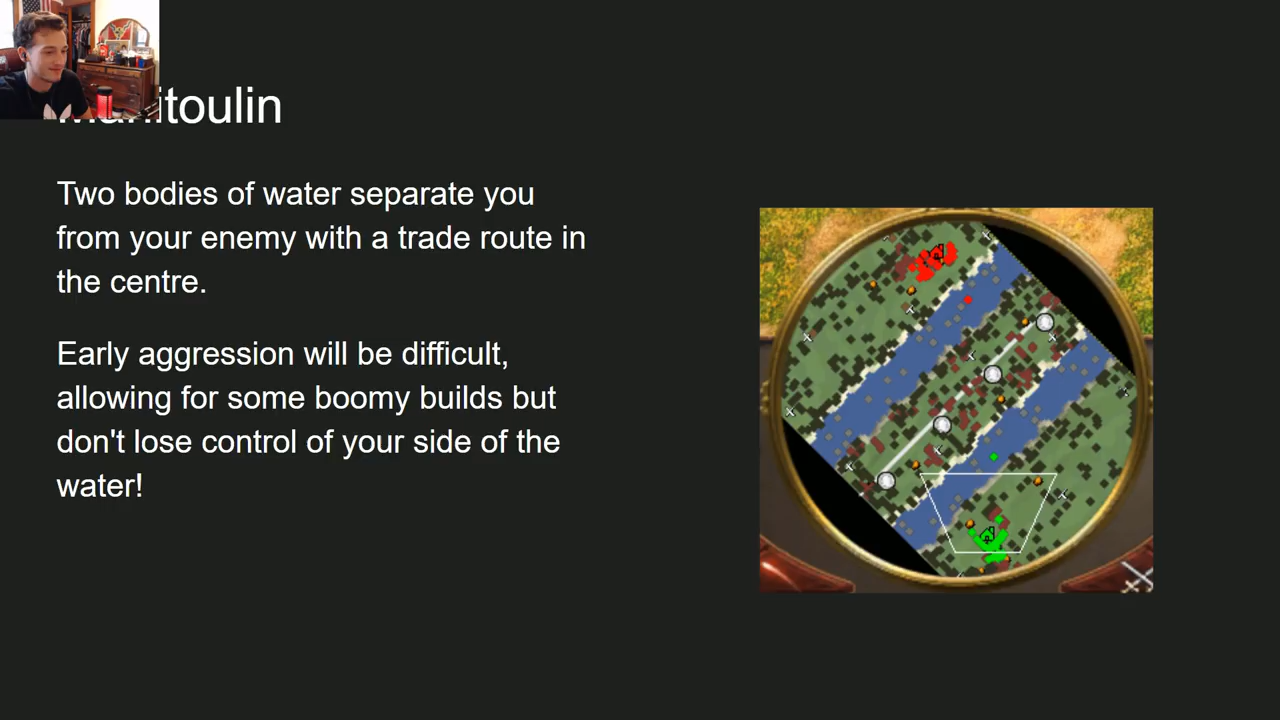 Manitoulin
Two bodies of water separate you
from your enemy with a trade route in
the centre.
Early aggression will be difficult,
allowing for some boomy builds but
don't lose control of your side of the
water!